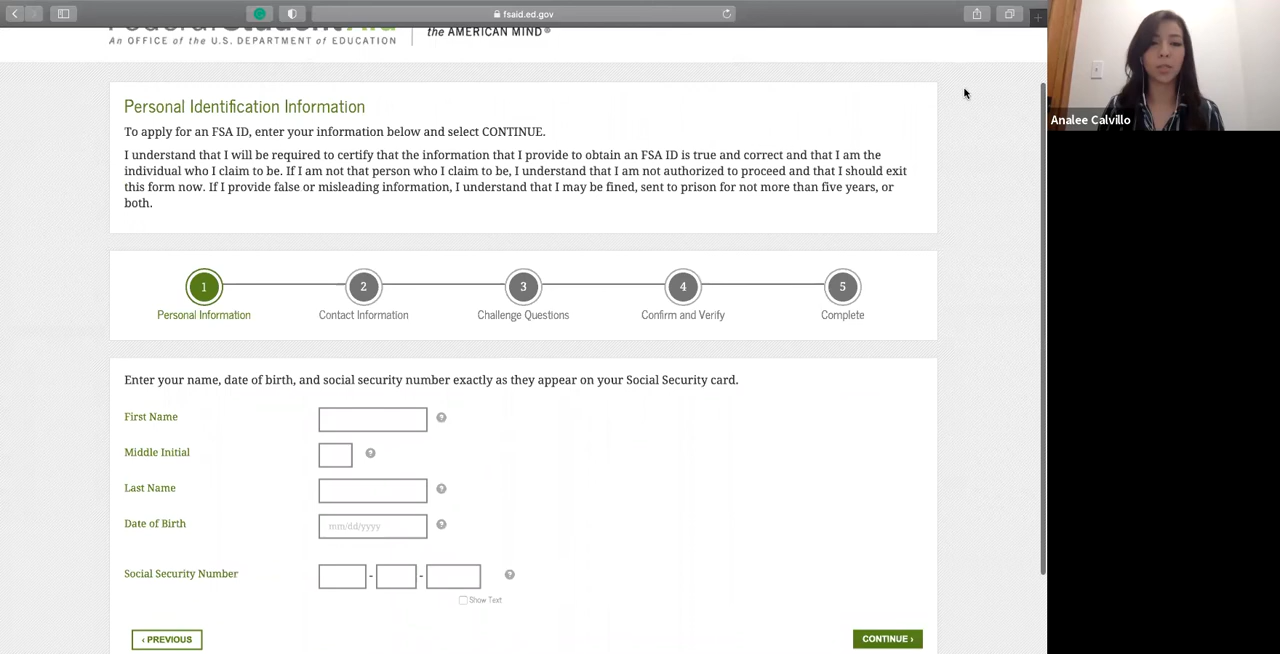 fsaid.ed.gov
An OFFICE of the U.S. DEPARTMENT of EDUCATION
the AMERICAN MIND®
Analee Calvillo
Personal Identification Information
To apply for an FSA ID, enter your information below and select CONTINUE.
I understand that I will be required to certify that the information that I provide to obtain an FSA ID is true and correct and that I am the
individual who I claim to be. If I am not that person who I claim to be, I understand that I am not authorized to proceed and that I should exit
this form now. If I provide false or misleading information, I understand that I may be fined, sent to prison for not more than five years, or
both.
1 2 3 4 5
Personal Information Contact Information Challenge Questions Confirm and Verify Complete
Enter your name, date of birth, and social security number exactly as they appear on your Social Security card.
First Name
Middle Initial
Last Name
Date of Birth mm/dd/yyyy
Social Security Number - -
Show Text
‹ PREVIOUS CONTINUE ›